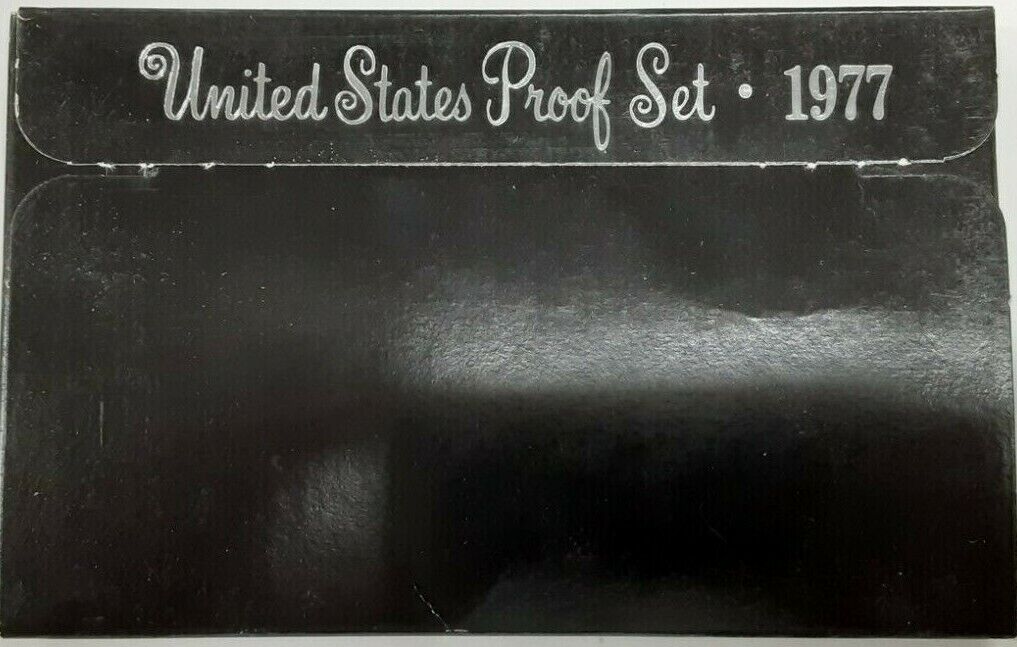 United States Proof Set · 1977